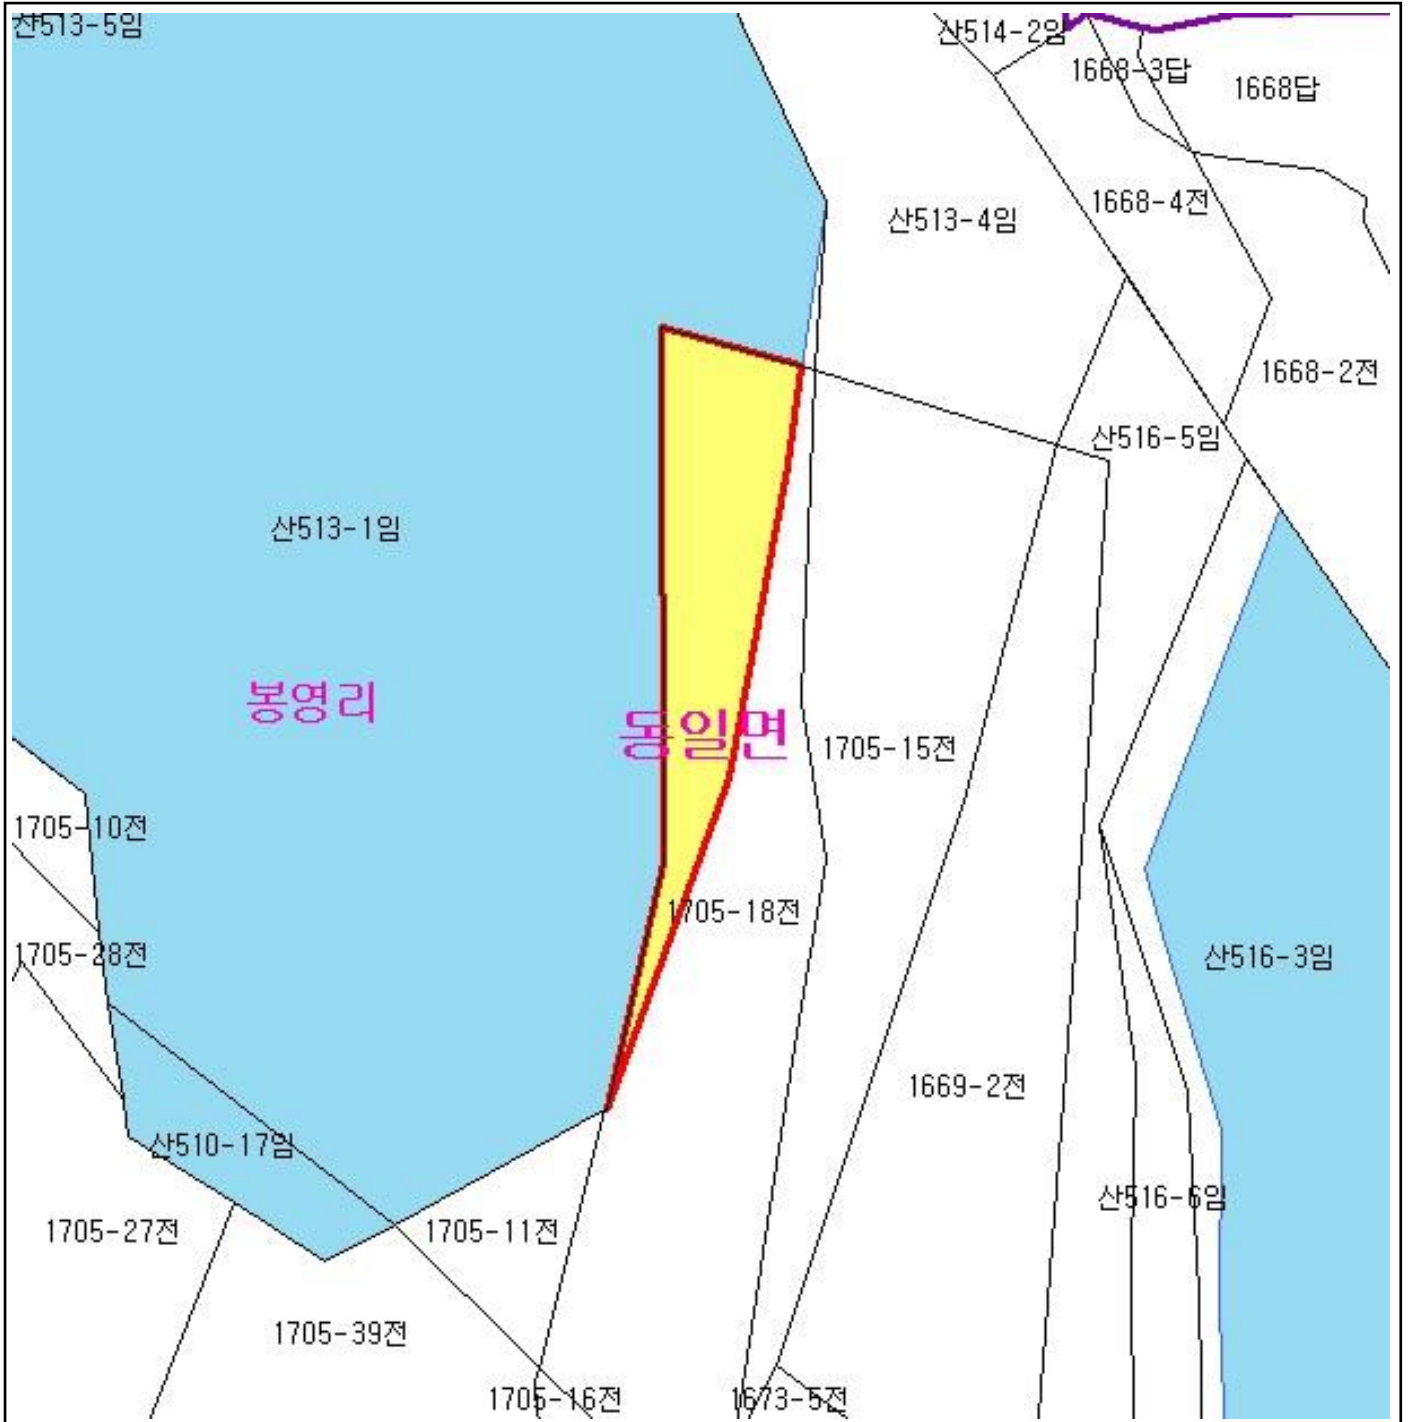 산513-5임
산514-2임
1668-3답
1668답
1668-4전
산513-4임
1668-2전
산516-5임
산513-1임
봉영리
동일면
1705-15전
1705-10전
1705-18전
1705-28전
산516-3임
1669-2전
산510-17임
산516-6임
1705-27전
1705-11전
1705-39전
1705-16전
1673-5전